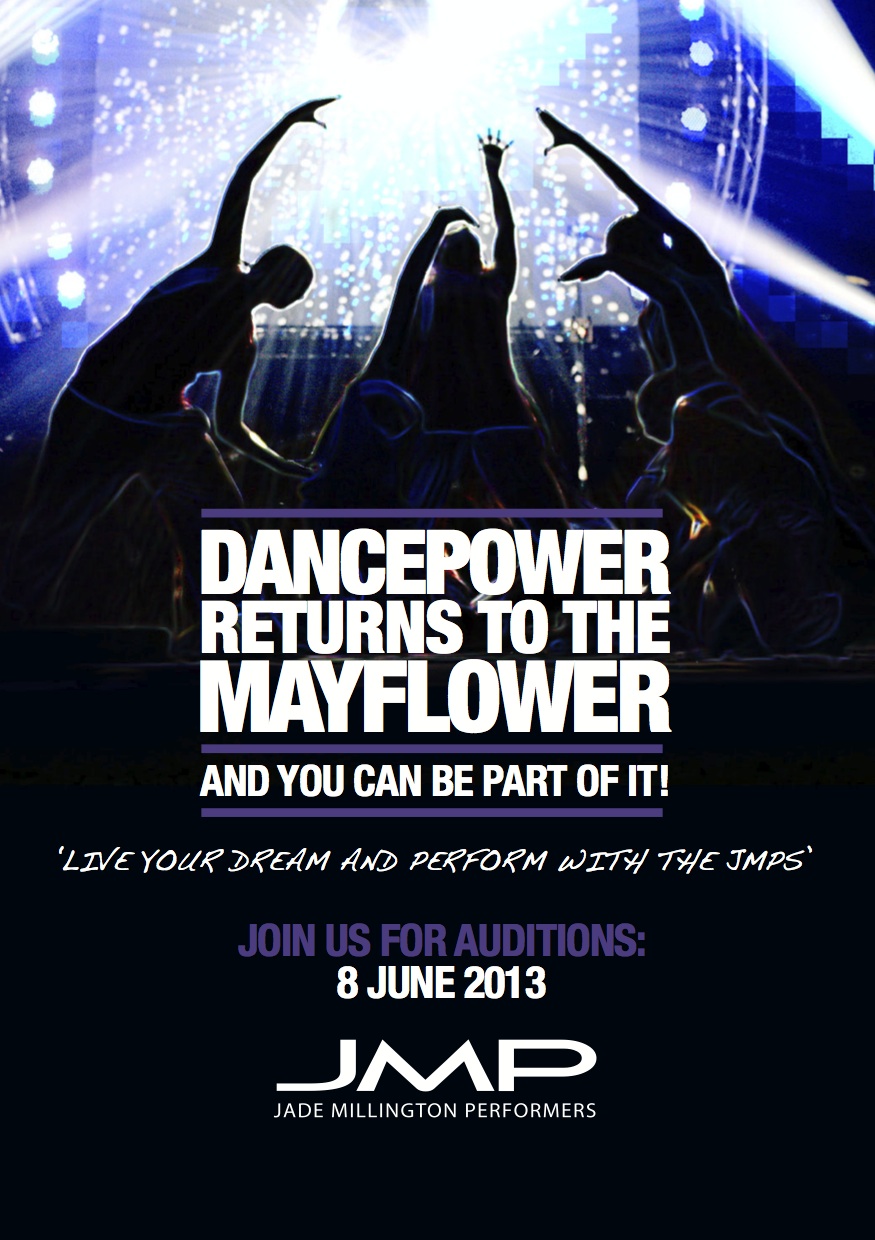 DANCEPOWER
RETURNS TO THE
MAYFLOWER
AND YOU CAN BE PART OF IT!
'LIVE YOUR DREAM AND PERFORM WITH THE JMPS'
JOIN US FOR AUDITIONS:
8 JUNE 2013
JMP
JADE MILLINGTON PERFORMERS